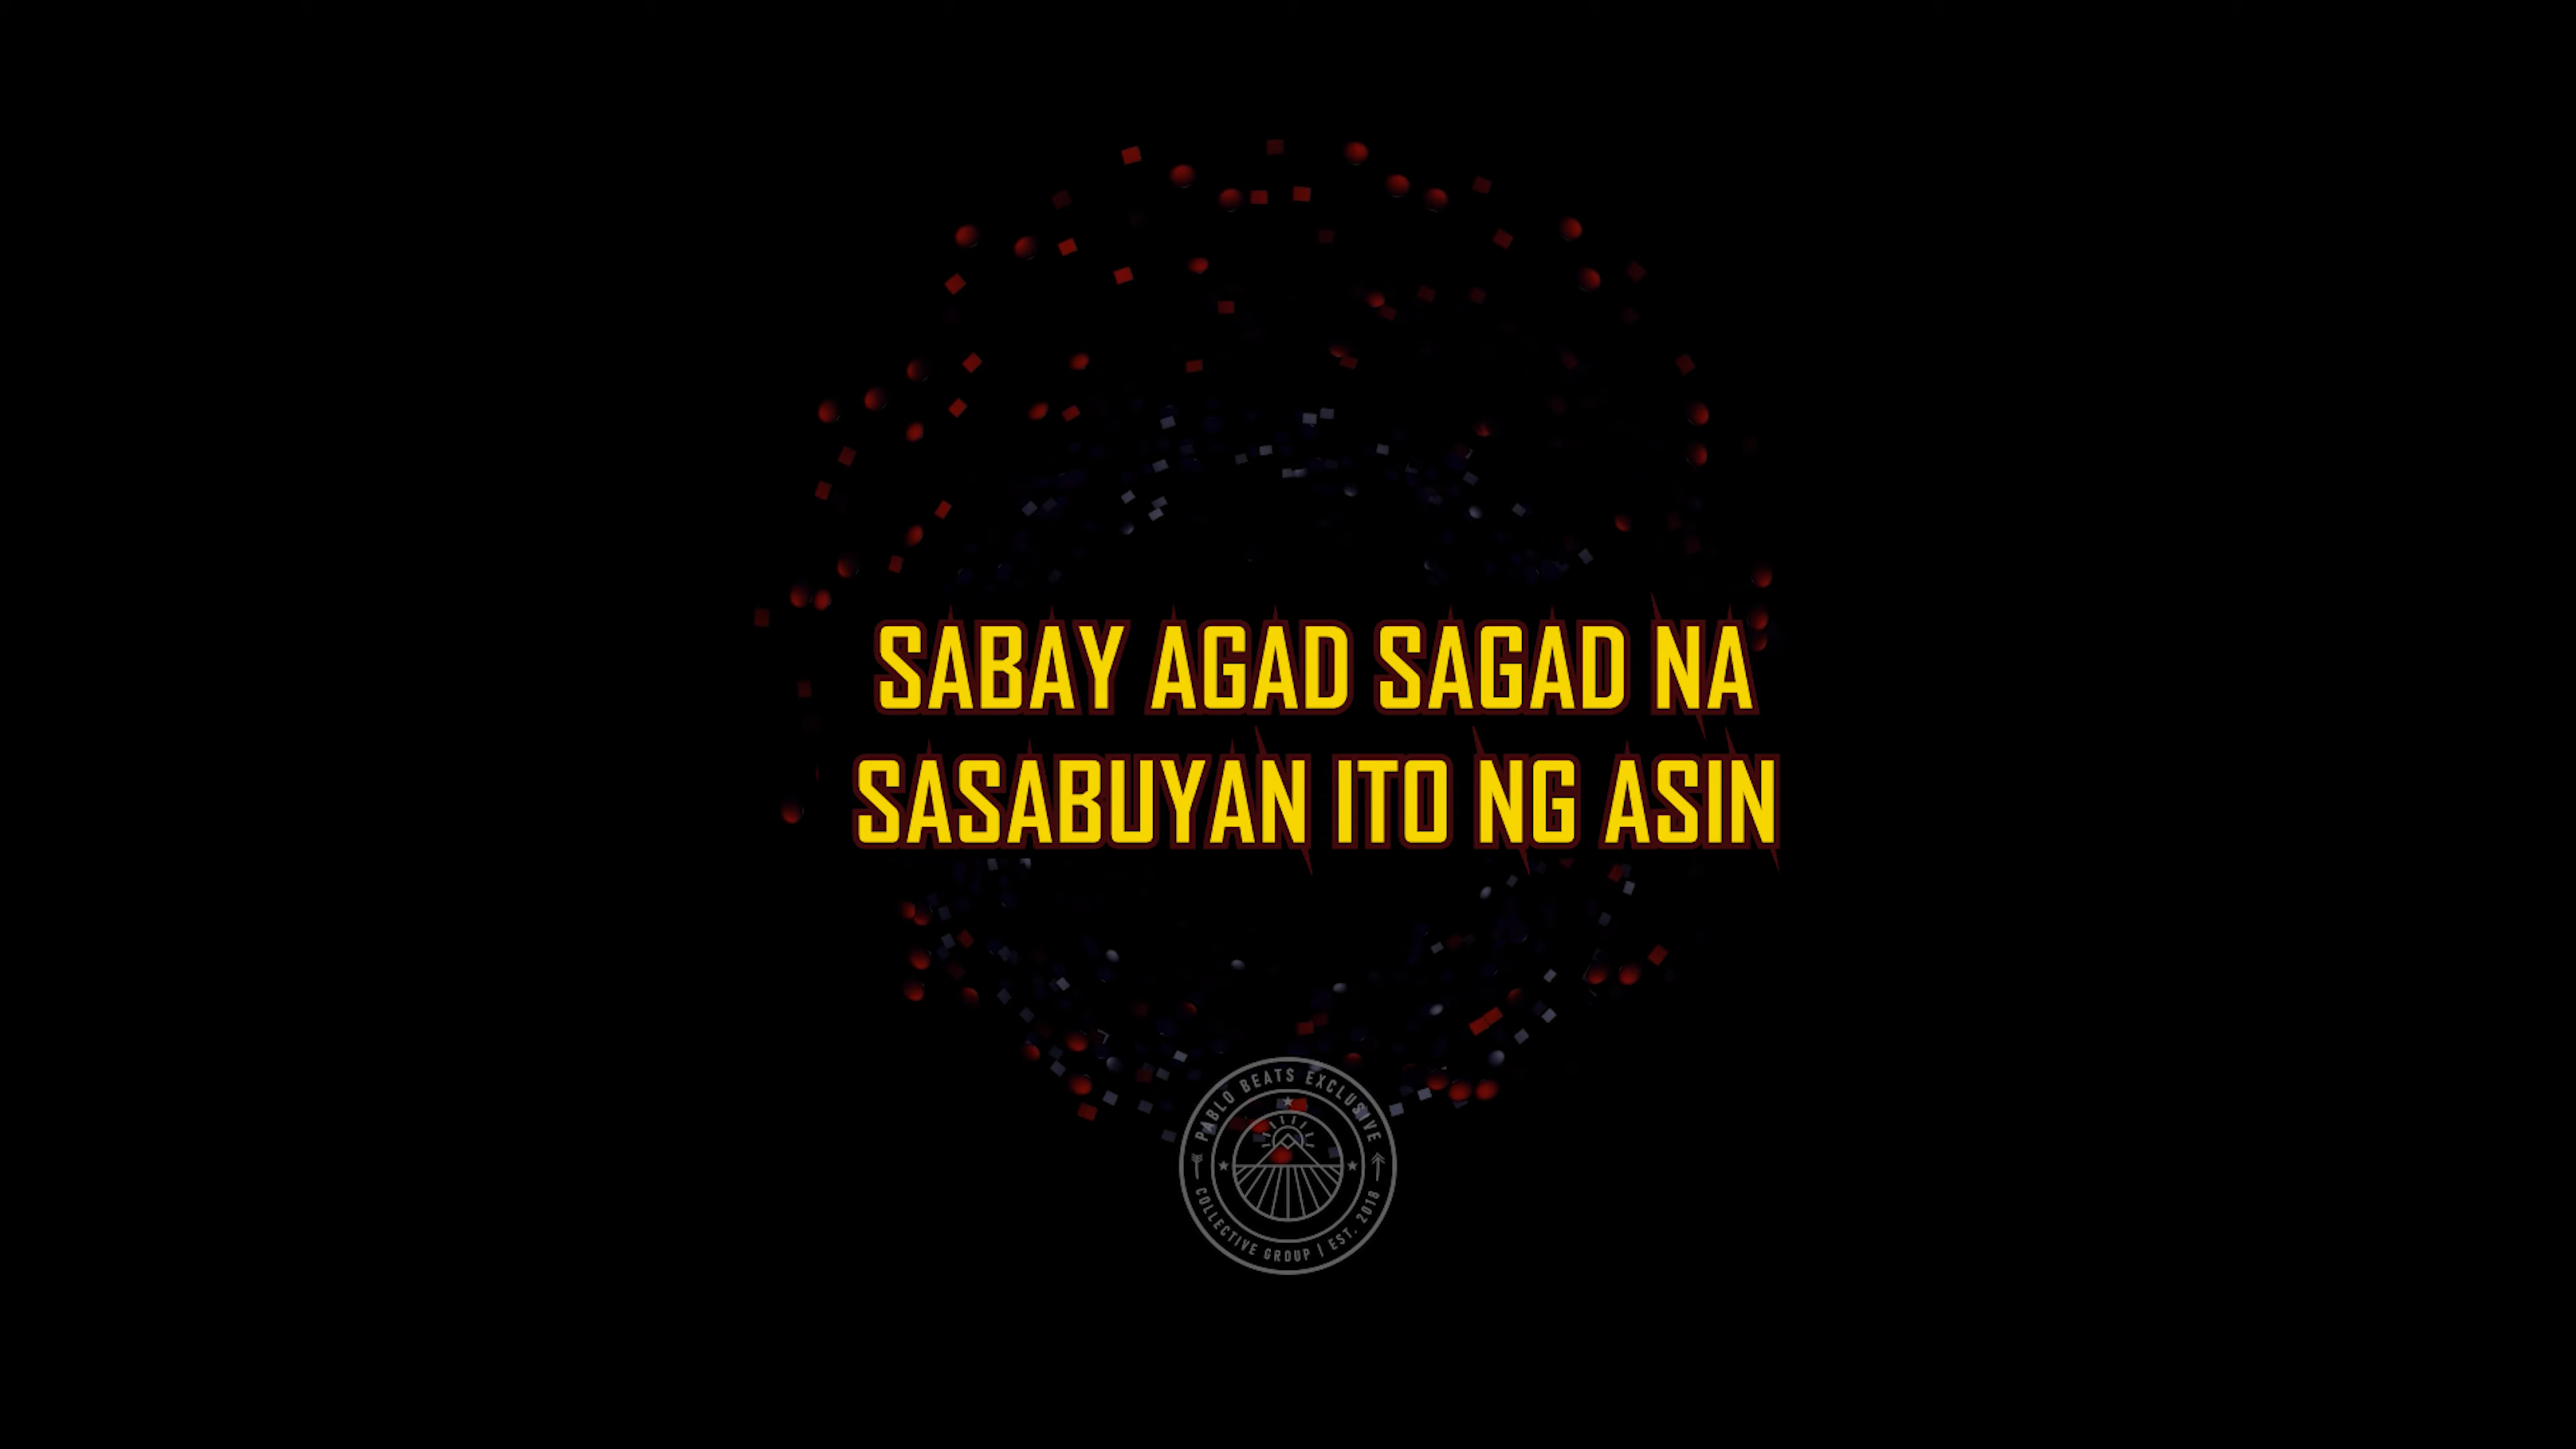 SABAY AGAD SAGAD NA
SASABUYAN ITO NG ASIN
PABLO BEATS EXCLUSIVE
COLLECTIVE GROUP | EST. 2018